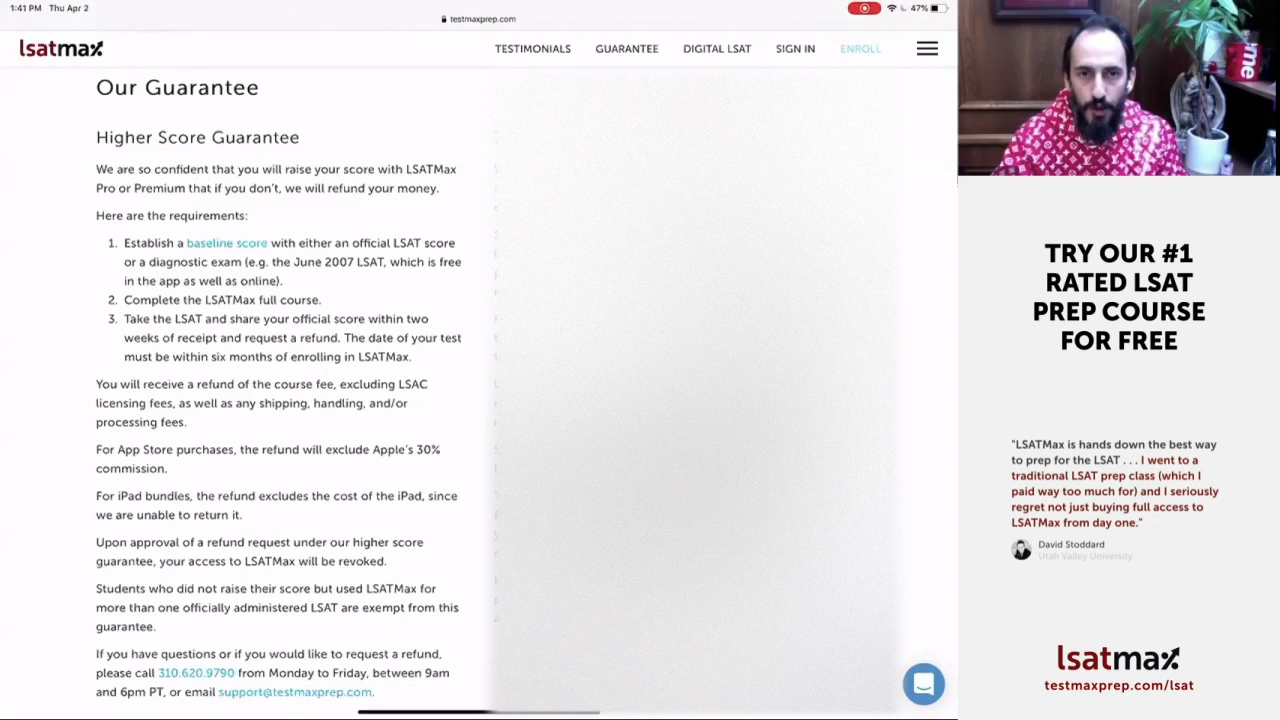 1:41 PM Thu Apr 2
testmaxprep.com
47%
lsatmax
TESTIMONIALS
GUARANTEE
DIGITAL LSAT
SIGN IN
ENROLL
Our Guarantee
Higher Score Guarantee
We are so confident that you will raise your score with LSATMax
Pro or Premium that if you don't, we will refund your money.
Here are the requirements:
1. Establish a baseline score with either an official LSAT score
or a diagnostic exam (e.g. the June 2007 LSAT, which is free
in the app as well as online).
2. Complete the LSATMax full course.
3. Take the LSAT and share your official score within two
weeks of receipt and request a refund. The date of your test
must be within six months of enrolling in LSATMax.
You will receive a refund of the course fee, excluding LSAC
licensing fees, as well as any shipping, handling, and/or
processing fees.
For App Store purchases, the refund will exclude Apple's 30%
commission.
For iPad bundles, the refund excludes the cost of the iPad, since
we are unable to return it.
Upon approval of a refund request under our higher score
guarantee, your access to LSATMax will be revoked.
Students who did not raise their score but used LSATMax for
more than one officially administered LSAT are exempt from this
guarantee.
If you have questions or if you would like to request a refund,
please call 310.620.9790 from Monday to Friday, between 9am
and 6pm PT, or email support@testmaxprep.com.
me
TRY OUR #1
RATED LSAT
PREP COURSE
FOR FREE
"LSATMax is hands down the best way
to prep for the LSAT . . . I went to a
traditional LSAT prep class (which I
paid way too much for) and I seriously
regret not just buying full access to
LSATMax from day one."
David Stoddard
Utah Valley University
lsatmax
testmaxprep.com/lsat